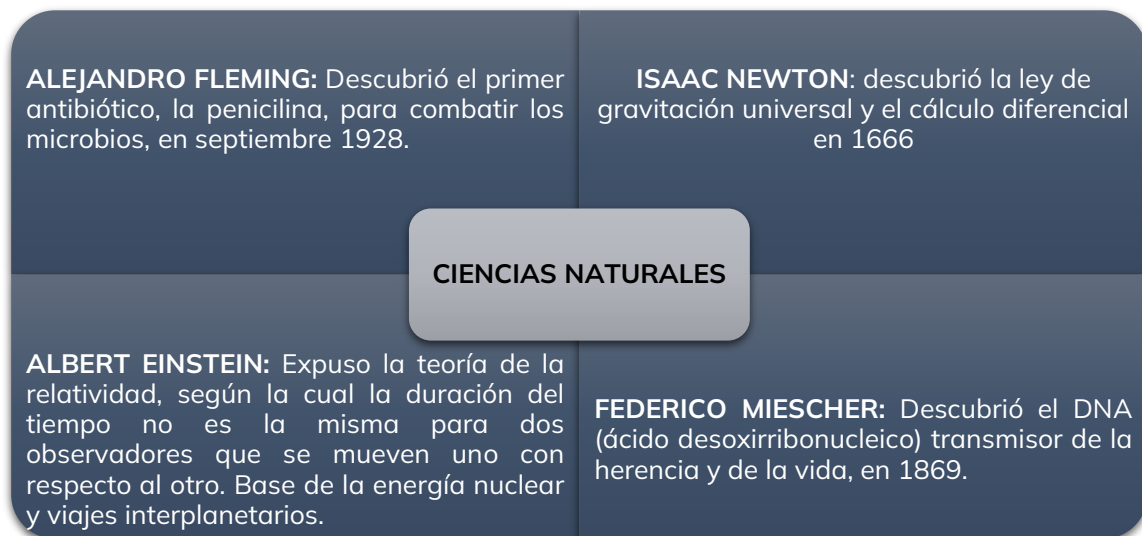 ALEJANDRO FLEMING: Descubrió el primer
antibiótico, la penicilina, para combatir los
microbios, en septiembre 1928.
ISAAC NEWTON: descubrió la ley de
gravitación universal y el cálculo diferencial
en 1666
CIENCIAS NATURALES
ALBERT EINSTEIN: Expuso la teoría de la
relatividad, según la cual la duración del
tiempo no es la misma para dos
observadores que se mueven uno con
respecto al otro. Base de la energía nuclear
y viajes interplanetarios.
FEDERICO MIESCHER: Descubrió el DNA
(ácido desoxirribonucleico) transmisor de la
herencia y de la vida, en 1869.